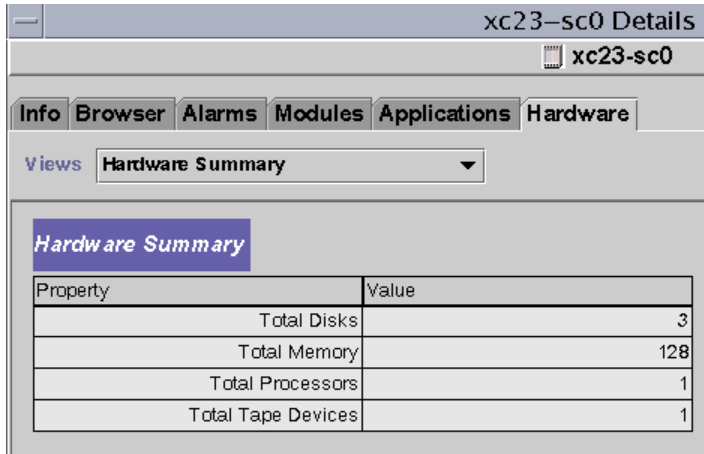 xc23–sc0 Details
xc23-sc0
Info Browser Alarms Modules Applications Hardware
Views Hardware Summary
Hardware Summary
Property Value
Total Disks 3
Total Memory 128
Total Processors 1
Total Tape Devices 1